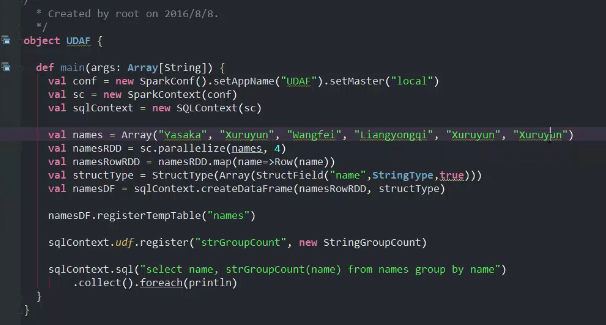 /
* Created by root on 2016/8/8.
*/
object UDAF {
def main(args: Array[String]) {
val conf = new SparkConf().setAppName("UDAF").setMaster("local")
val sc = new SparkContext(conf)
val sqlContext = new SQLContext(sc)
val names = Array("Yasaka", "Xuruyun", "Wangfei", "Liangyongqi", "Xuruyun", "Xuruyun")
val namesRDD = sc.parallelize(names, 4)
val namesRowRDD = namesRDD.map(name=>Row(name))
val structType = StructType(Array(StructField("name",StringType,true)))
val namesDF = sqlContext.createDataFrame(namesRowRDD, structType)
namesDF.registerTempTable("names")
sqlContext.udf.register("strGroupCount", new StringGroupCount)
sqlContext.sql("select name, strGroupCount(name) from names group by name")
.collect().foreach(println)
}
}